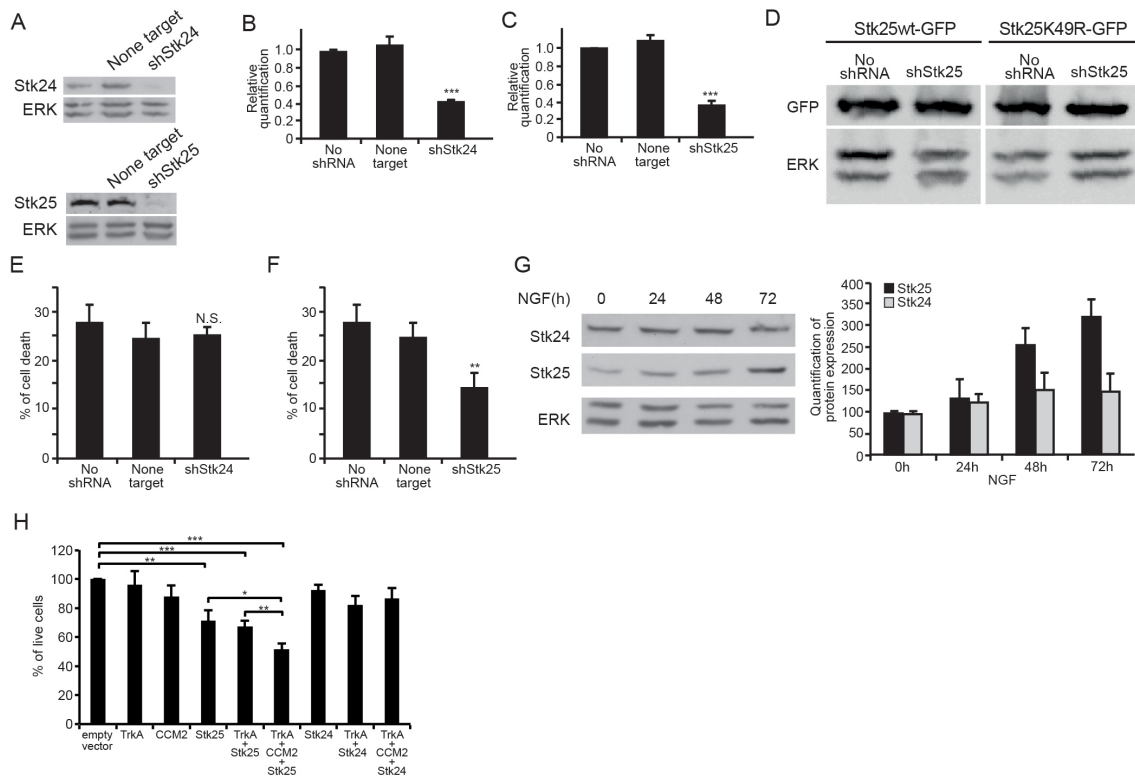 A
None target
shStk24
Stk24
ERK
None target
shStk25
Stk25
ERK
B
Relative
quantification
1.0
0.8
0.6
0.4
0.2
0
***
No
shRNA
None
target
shStk24
C
Relative
quantification
1.0
0.8
0.6
0.4
0.2
0
***
No
shRNA
None
target
shStk25
D
Stk25wt-GFP
Stk25K49R-GFP
No
shRNA
shStk25
No
shRNA
shStk25
GFP
ERK
E
% of cell death
30
20
10
0
N.S.
No
shRNA
None
target
shStk24
F
% of cell death
30
20
10
0
**
No
shRNA
None
target
shStk25
G
NGF(h) 0 24 48 72
Stk24
Stk25
ERK
Quantification of
protein expression
400
350
300
250
200
150
100
50
0
Stk25
Stk24
0h 24h 48h 72h
NGF
H
% of live cells
120
100
80
60
40
20
0
***
***
**
*
**
empty
vector
TrkA
CCM2
Stk25
TrkA
+
Stk25
TrkA
+
CCM2
+
Stk25
Stk24
TrkA
+
Stk24
TrkA
+
CCM2
+
Stk24